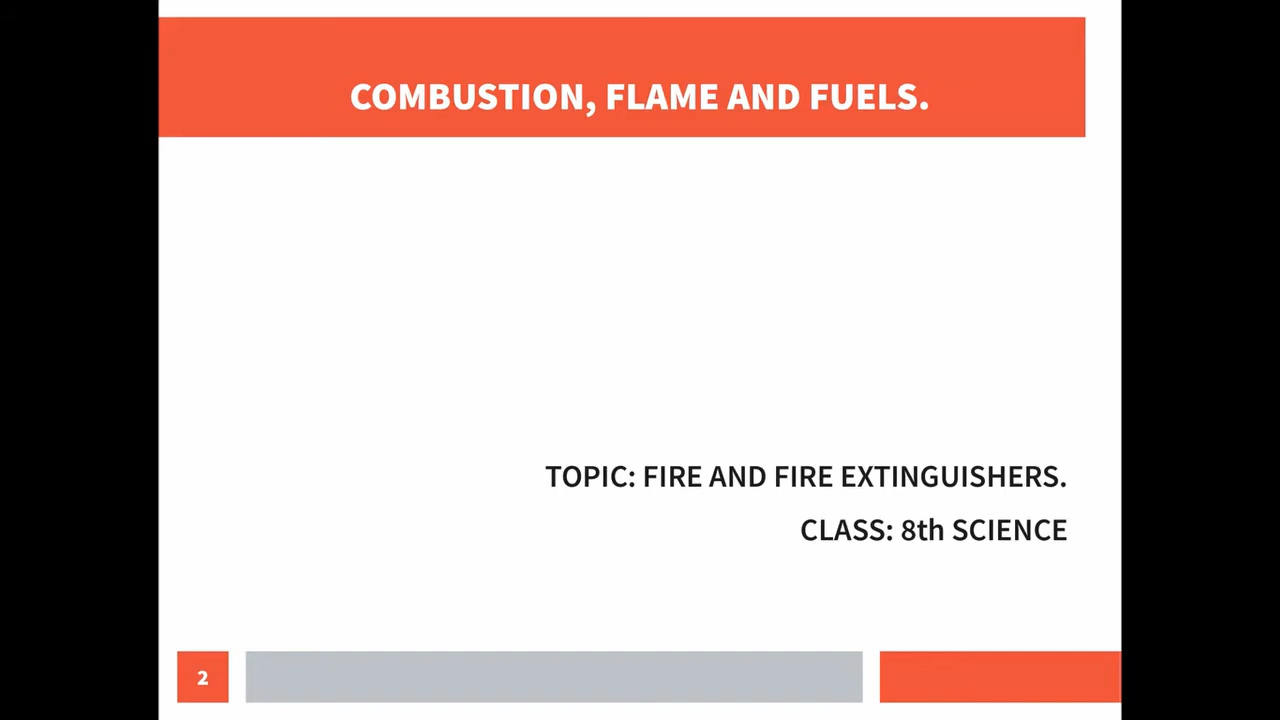 COMBUSTION, FLAME AND FUELS.
TOPIC: FIRE AND FIRE EXTINGUISHERS.
CLASS: 8th SCIENCE
2